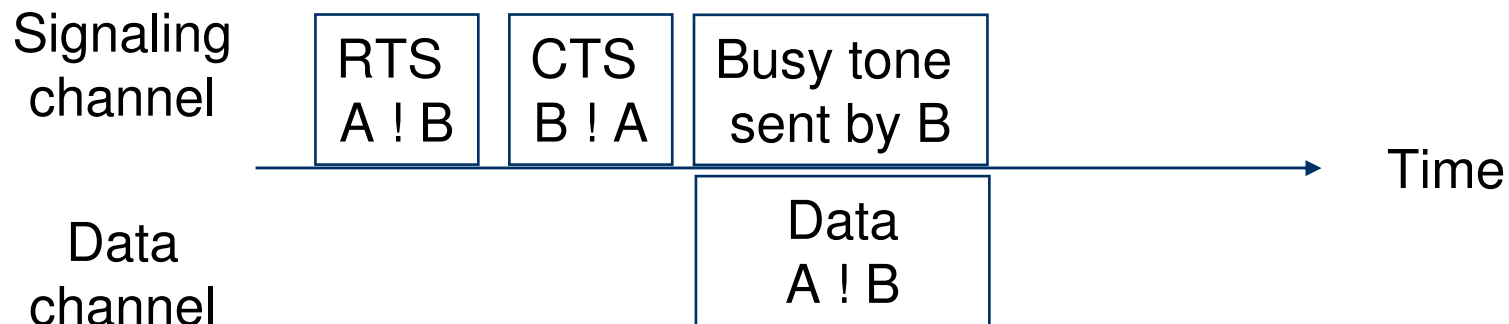 Signaling
channel
RTS
A ! B
CTS
B ! A
Busy tone
sent by B
Time
Data
channel
Data
A ! B